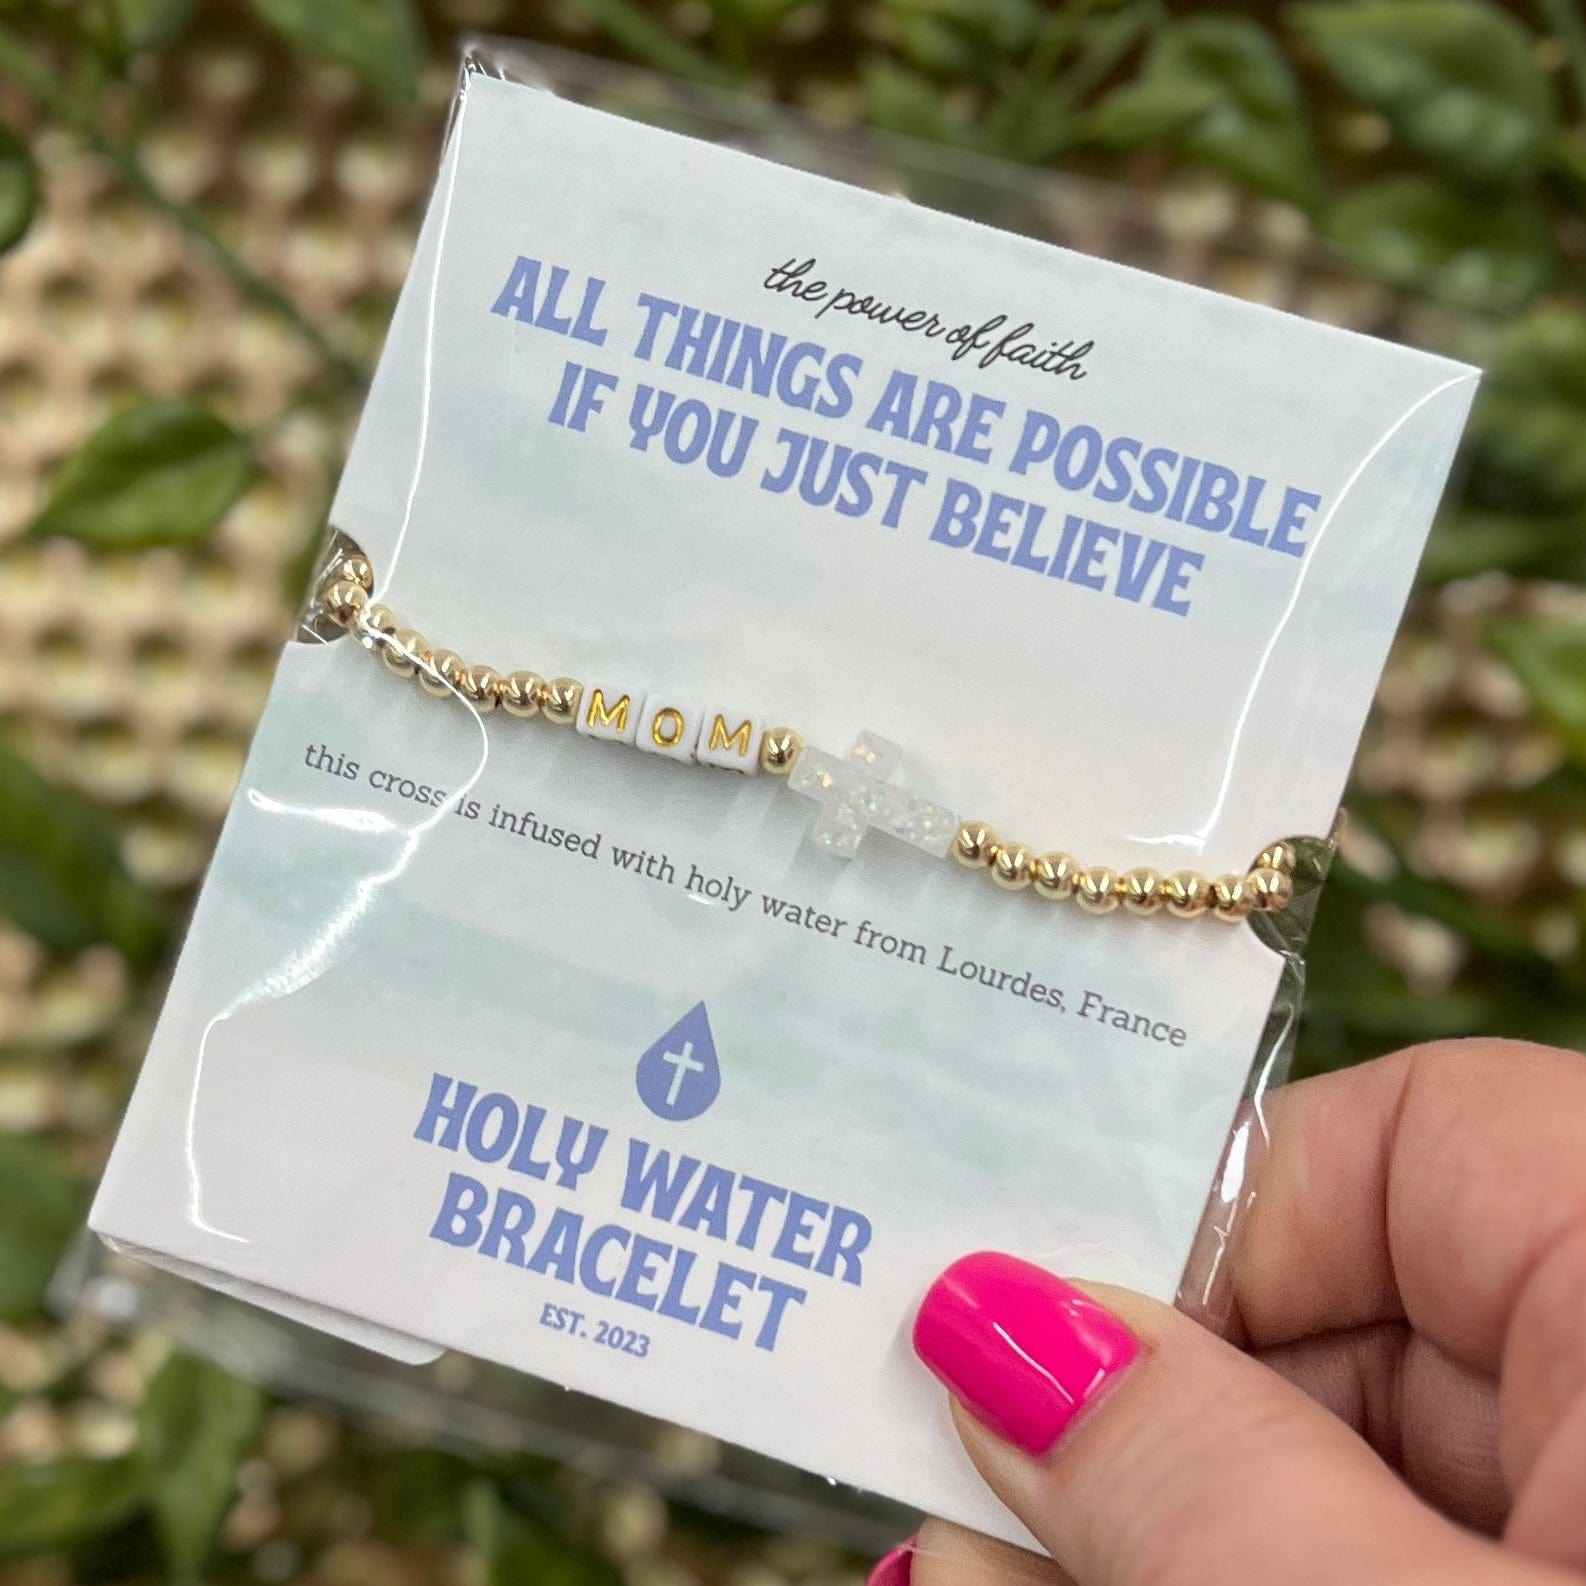 the power of faith
ALL THINGS ARE POSSIBLE
IF YOU JUST BELIEVE
MOM
this cross is infused with holy water from Lourdes, France
HOLY WATER
BRACELET
EST. 2023